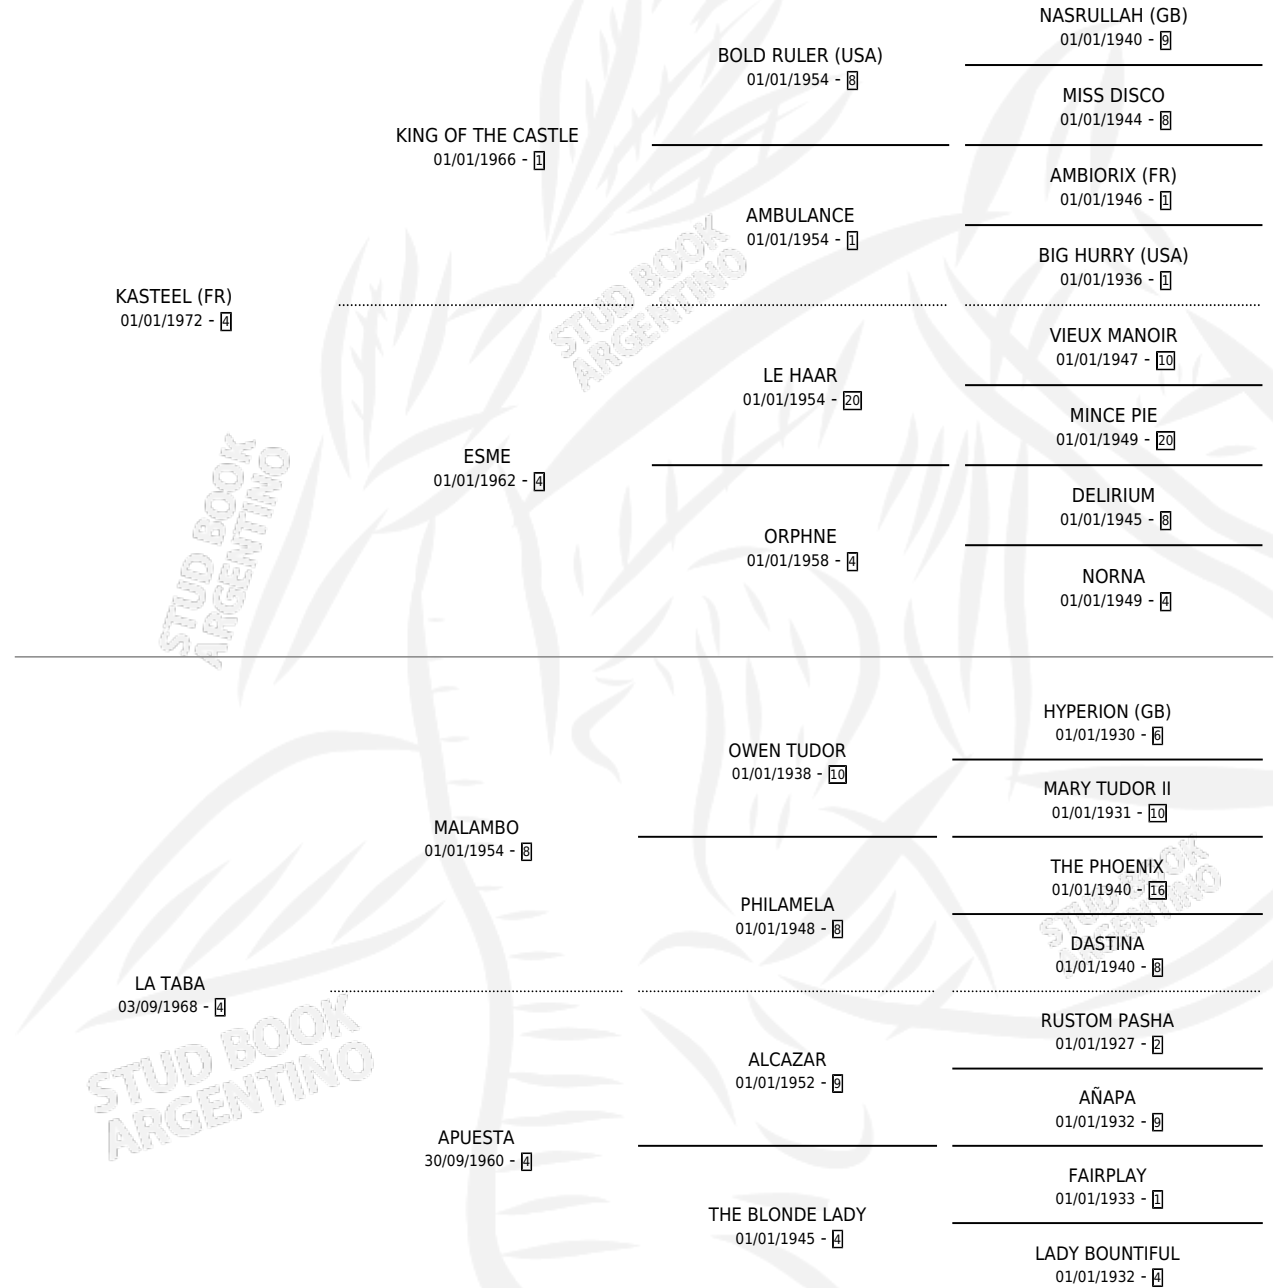 NASRULLAH (GB)
01/01/1940 - 9
BOLD RULER (USA)
01/01/1954 - 8
MISS DISCO
01/01/1944 - 8
KING OF THE CASTLE
01/01/1966 - 1
AMBIORIX (FR)
01/01/1946 - 1
AMBULANCE
01/01/1954 - 1
BIG HURRY (USA)
01/01/1936 - 1
KASTEEL (FR)
01/01/1972 - 4
STUD BOOK
ARGENTINO
VIEUX MANOIR
01/01/1947 - 10
LE HAAR
01/01/1954 - 20
MINCE PIE
01/01/1949 - 20
ESME
01/01/1962 - 4
DELIRIUM
01/01/1945 - 8
ORPHNE
01/01/1958 - 4
NORNA
01/01/1949 - 4
STUD BOOK
ARGENTINO
HYPERION (GB)
01/01/1930 - 6
OWEN TUDOR
01/01/1938 - 10
MARY TUDOR II
01/01/1931 - 10
MALAMBO
01/01/1954 - 8
THE PHOENIX
01/01/1940 - 16
PHILAMELA
01/01/1948 - 8
DASTINA
01/01/1940 - 8
STUD BOOK
ARGENTINO
LA TABA
03/09/1968 - 4
RUSTOM PASHA
01/01/1927 - 2
ALCAZAR
01/01/1952 - 9
AÑAPA
01/01/1932 - 9
STUD BOOK
ARGENTINO
APUESTA
30/09/1960 - 4
FAIRPLAY
01/01/1933 - 1
THE BLONDE LADY
01/01/1945 - 4
LADY BOUNTIFUL
01/01/1932 - 4